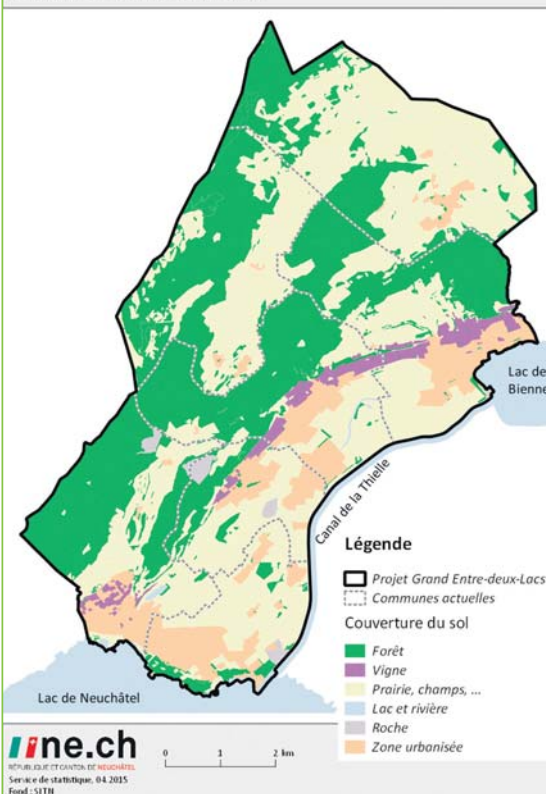 Lac de
Bienne
Canal de la Thielle
Lac de Neuchâtel
Légende
Projet Grand Entre-deux-Lacs
Communes actuelles
Couverture du sol
Forêt
Vigne
Prairie, champs, ...
Lac et rivière
Roche
Zone urbanisée
ne.ch
RÉPUBLIQUE ET CANTON DE NEUCHÂTEL
Service de statistique, 04.2015
Fond : SITN
0 1 2 km